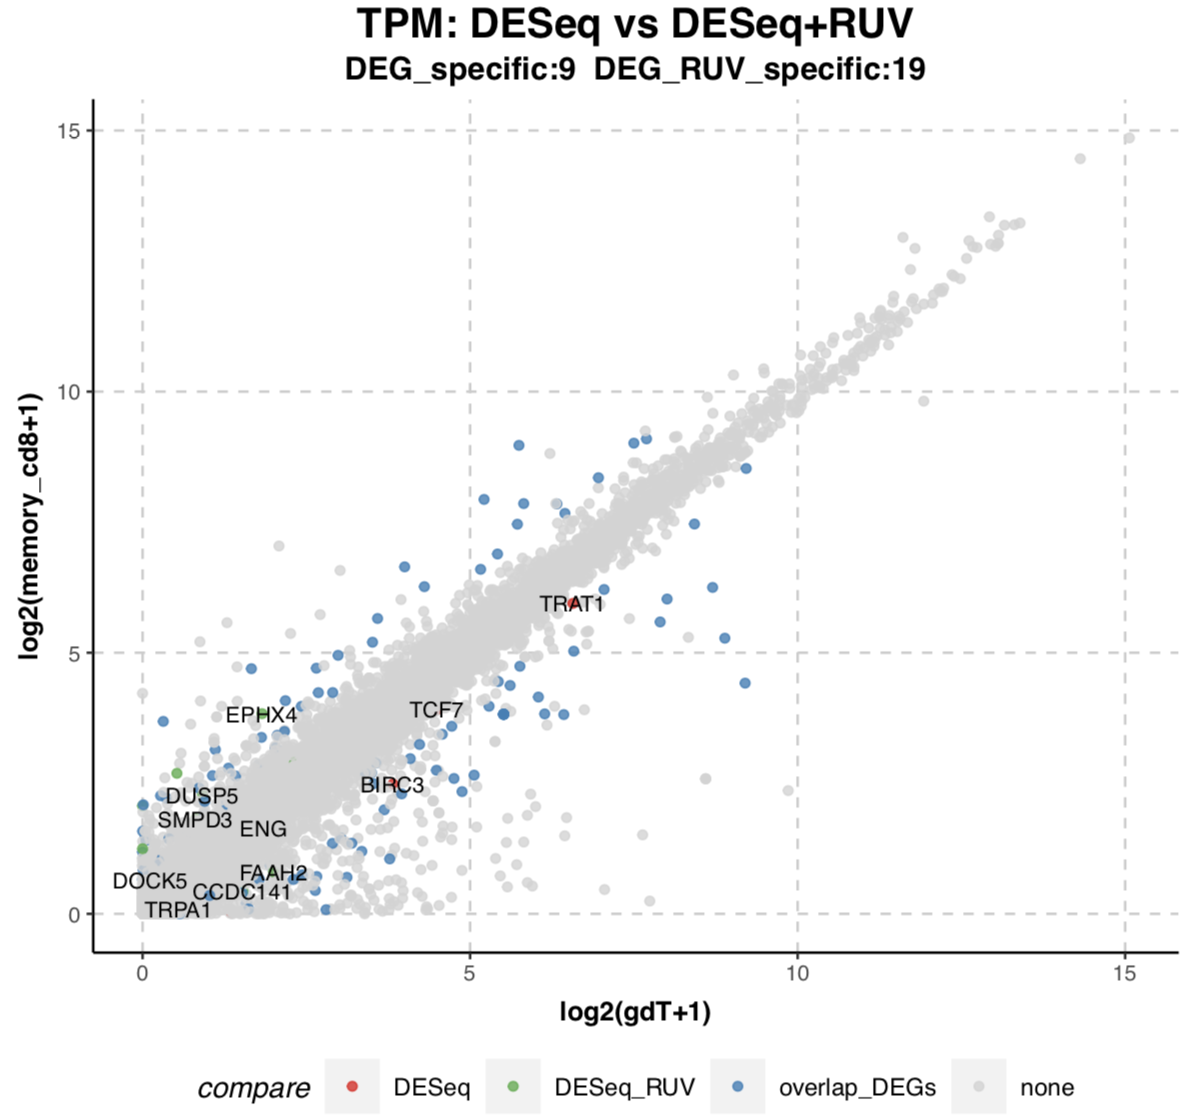 TPM: DESeq vs DESeq+RUV
DEG_specific:9 DEG_RUV_specific:19
log2(memory_cd8+1)
15
10
5
0
TRAT1
TCF7
EPHX4
BIRC3
DUSP5
SMPD3
ENG
FAAH2
DOCK5
CCDC141
TRPA1
0
5
10
15
log2(gdT+1)
compare
DESeq
DESeq_RUV
overlap_DEGs
none